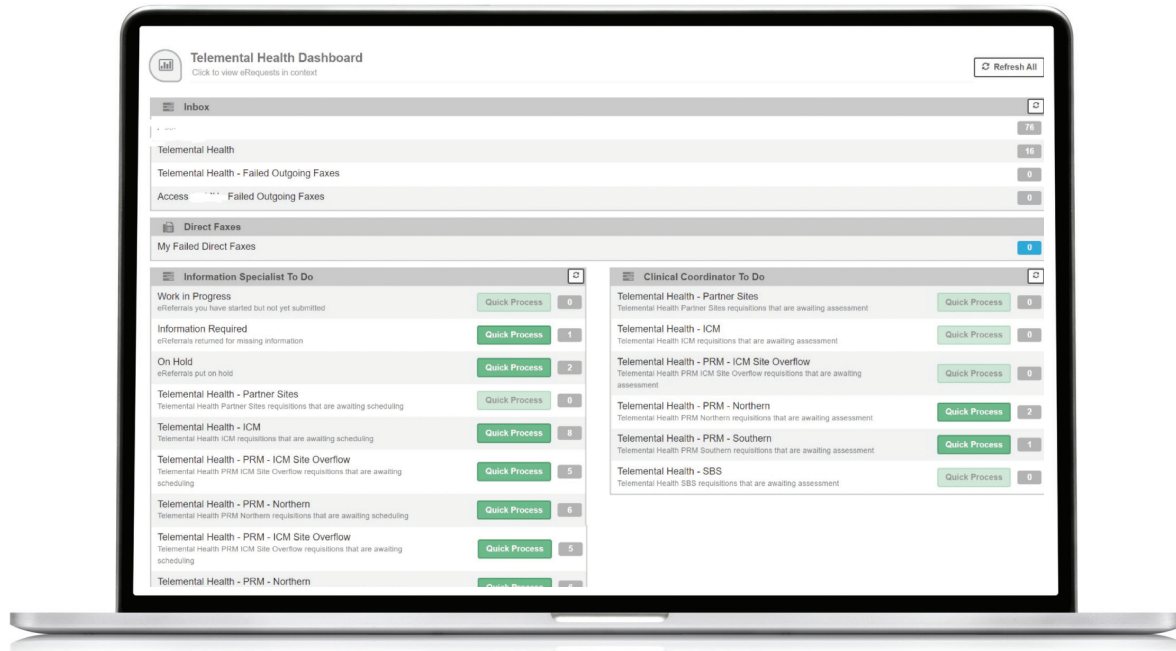 Telemental Health Dashboard
Click to view eRequests in context
Refresh All
Inbox
76
Telemental Health
16
Telemental Health - Failed Outgoing Faxes
0
Access Failed Outgoing Faxes
0
Direct Faxes
My Failed Direct Faxes
0
Information Specialist To Do
Work in Progress
eReferrals you have started but not yet submitted
Quick Process
0
Information Required
eReferrals returned for missing information
Quick Process
1
On Hold
eReferrals put on hold
Quick Process
2
Telemental Health - Partner Sites
Telemental Health Partner Sites requisitions that are awaiting scheduling
Quick Process
0
Telemental Health - ICM
Telemental Health ICM requisitions that are awaiting scheduling
Quick Process
8
Telemental Health - PRM - ICM Site Overflow
Telemental Health PRM ICM Site Overflow requisitions that are awaiting
scheduling
Quick Process
5
Telemental Health - PRM - Northern
Telemental Health PRM Northern requisitions that are awaiting scheduling
Quick Process
6
Telemental Health - PRM - ICM Site Overflow
Telemental Health PRM ICM Site Overflow requisitions that are awaiting
scheduling
Quick Process
5
Telemental Health - PRM - Northern
Quick Process
Clinical Coordinator To Do
Telemental Health - Partner Sites
Telemental Health Partner Sites requisitions that are awaiting assessment
Quick Process
0
Telemental Health - ICM
Telemental Health ICM requisitions that are awaiting assessment
Quick Process
0
Telemental Health - PRM - ICM Site Overflow
Telemental Health PRM ICM Site Overflow requisitions that are awaiting
assessment
Quick Process
0
Telemental Health - PRM - Northern
Telemental Health PRM Northern requisitions that are awaiting assessment
Quick Process
2
Telemental Health - PRM - Southern
Telemental Health PRM Southern requisitions that are awaiting assessment
Quick Process
1
Telemental Health - SBS
Telemental Health SBS requisitions that are awaiting assessment
Quick Process
0